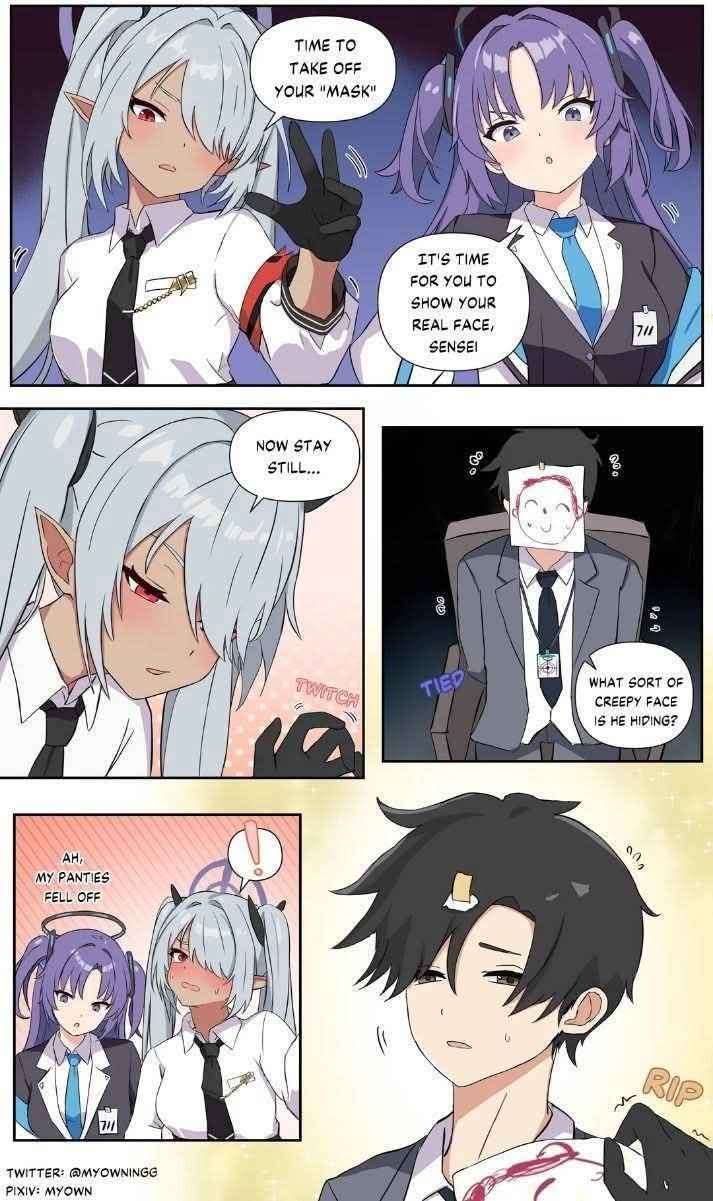 TIME TO
TAKE OFF
YOUR "MASK"
IT'S TIME
FOR YOU TO
SHOW YOUR
REAL FACE,
SENSEI
711
NOW STAY
STILL...
TWITCH
TIED
WHAT SORT OF
CREEPY FACE
IS HE HIDING?
AH,
MY PANTIES
FELL OFF
!
711
RIP
TWITTER: @MYOWNINGG
PIXIV: MYOWN